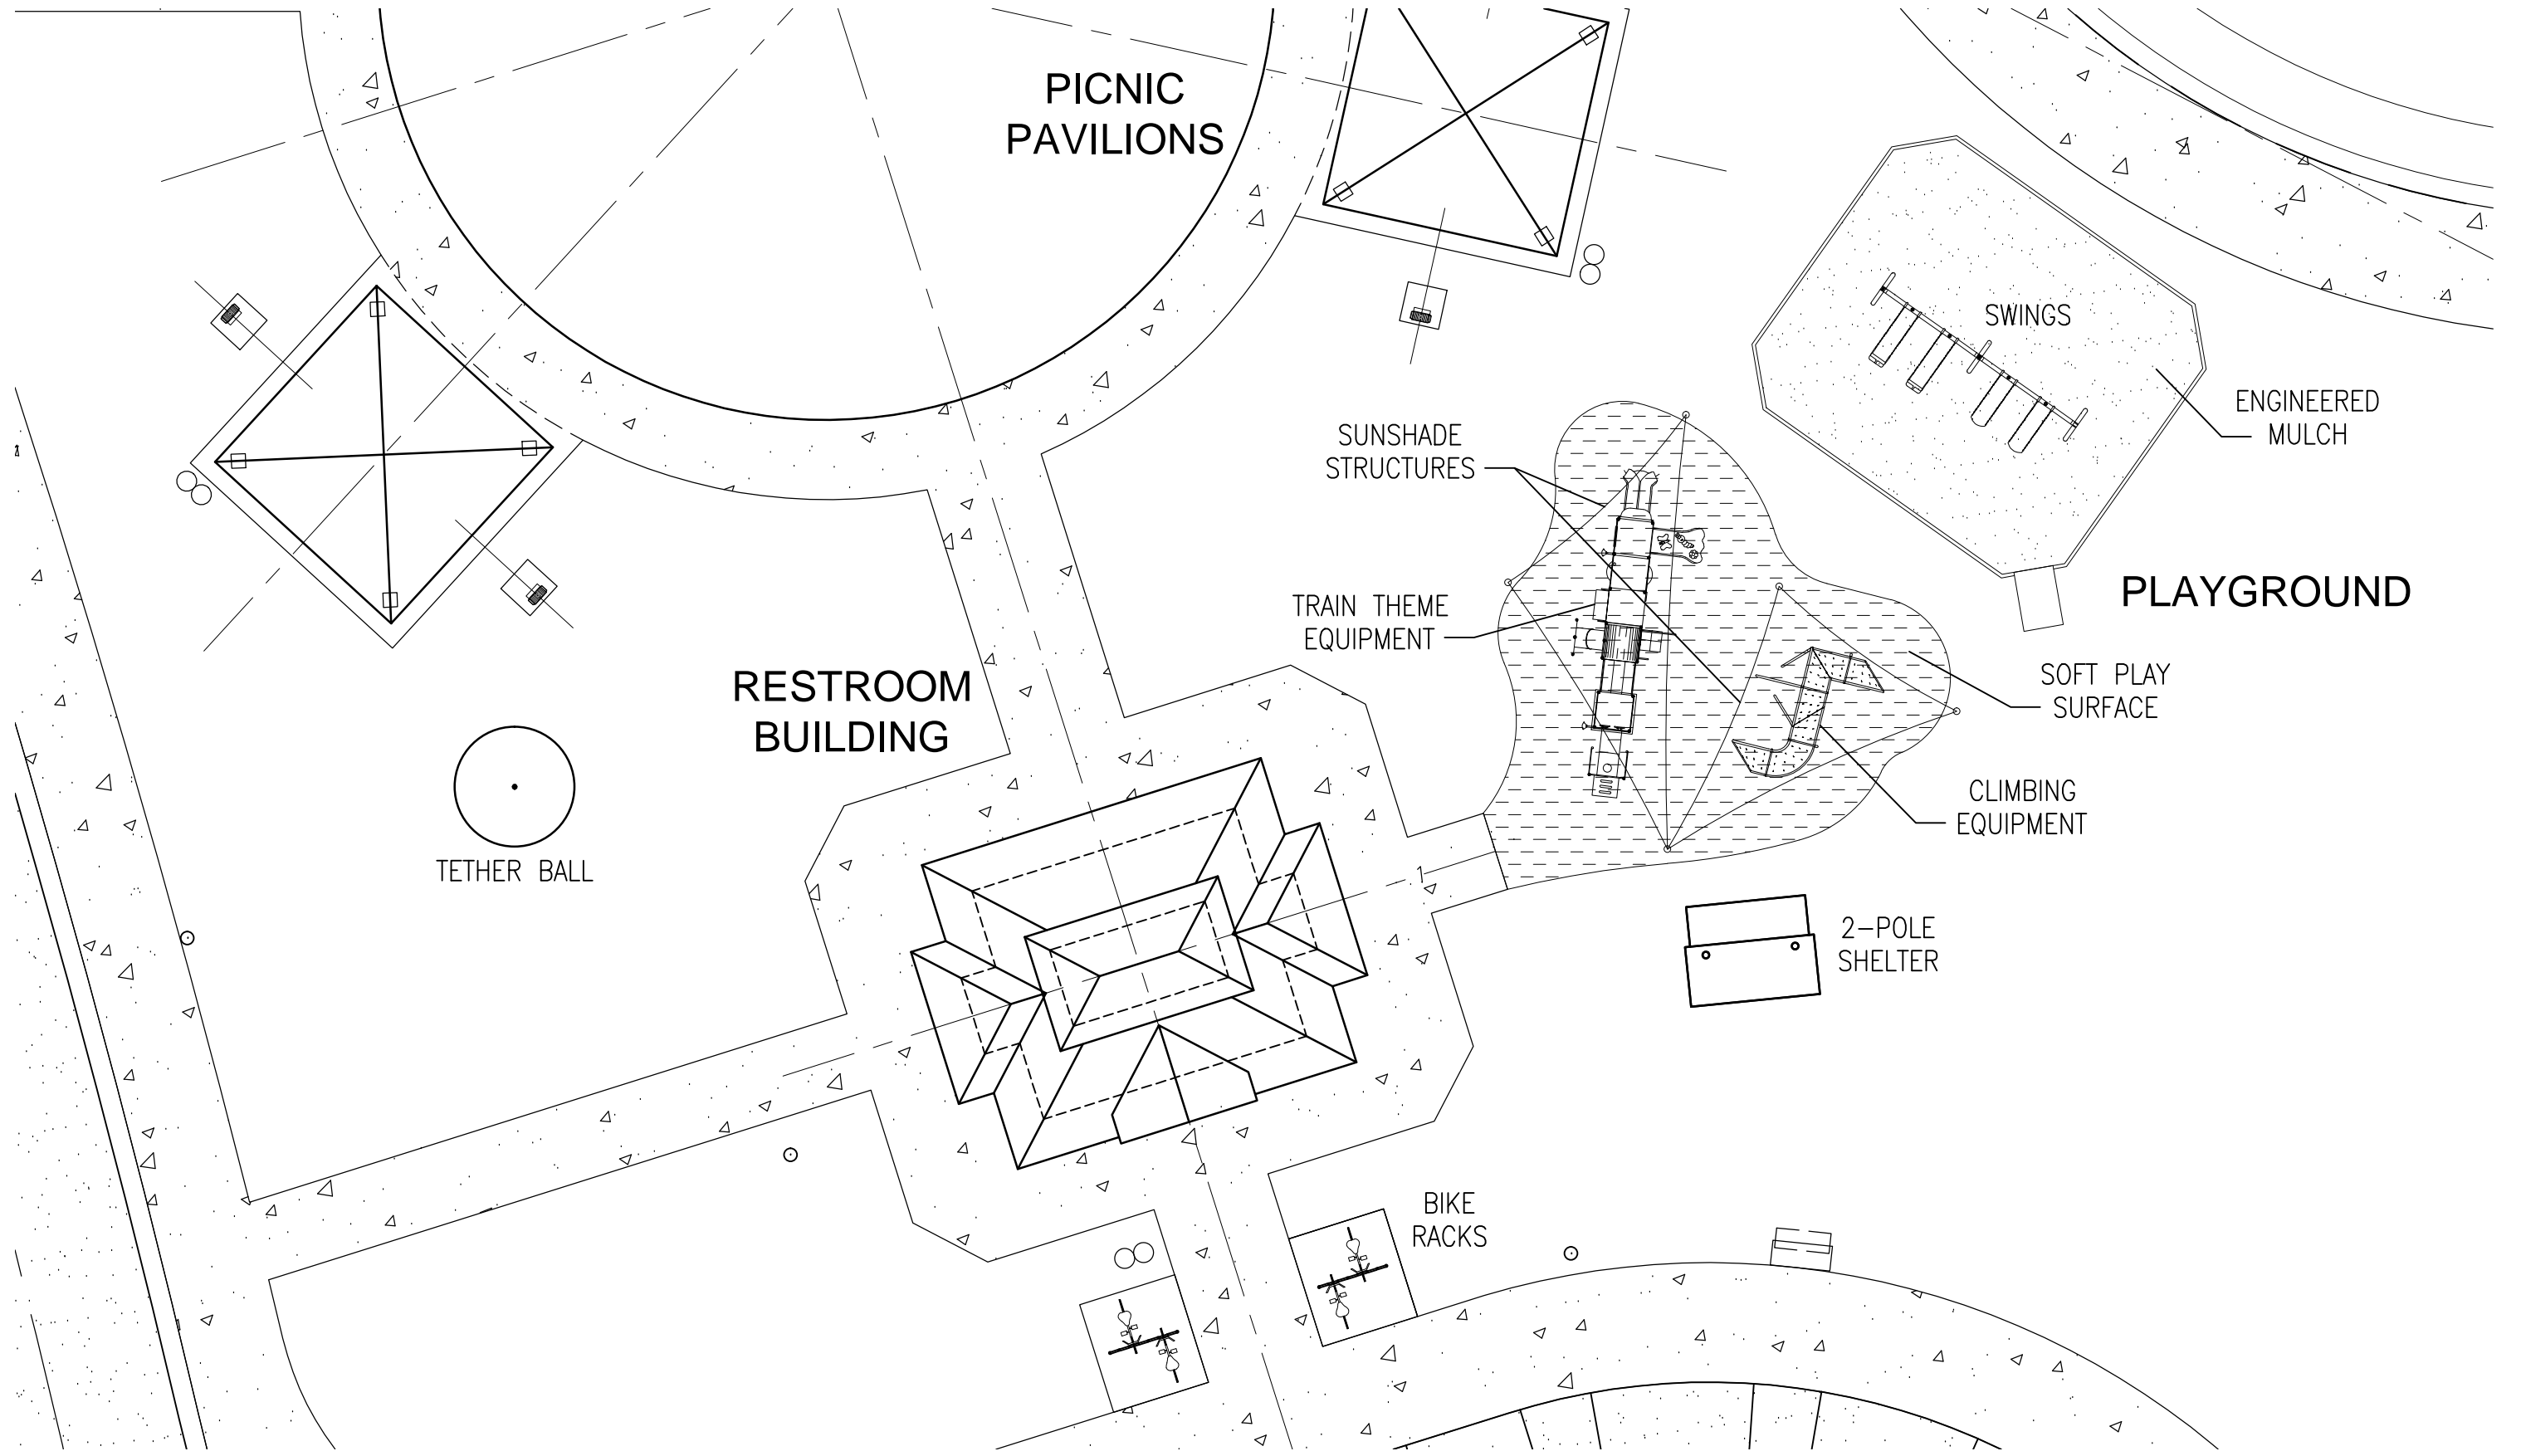 PICNIC
PAVILIONS
SWINGS
ENGINEERED
MULCH
SUNSHADE
STRUCTURES
TRAIN THEME
EQUIPMENT
PLAYGROUND
RESTROOM
BUILDING
SOFT PLAY
SURFACE
CLIMBING
EQUIPMENT
TETHER BALL
2-POLE
SHELTER
BIKE
RACKS